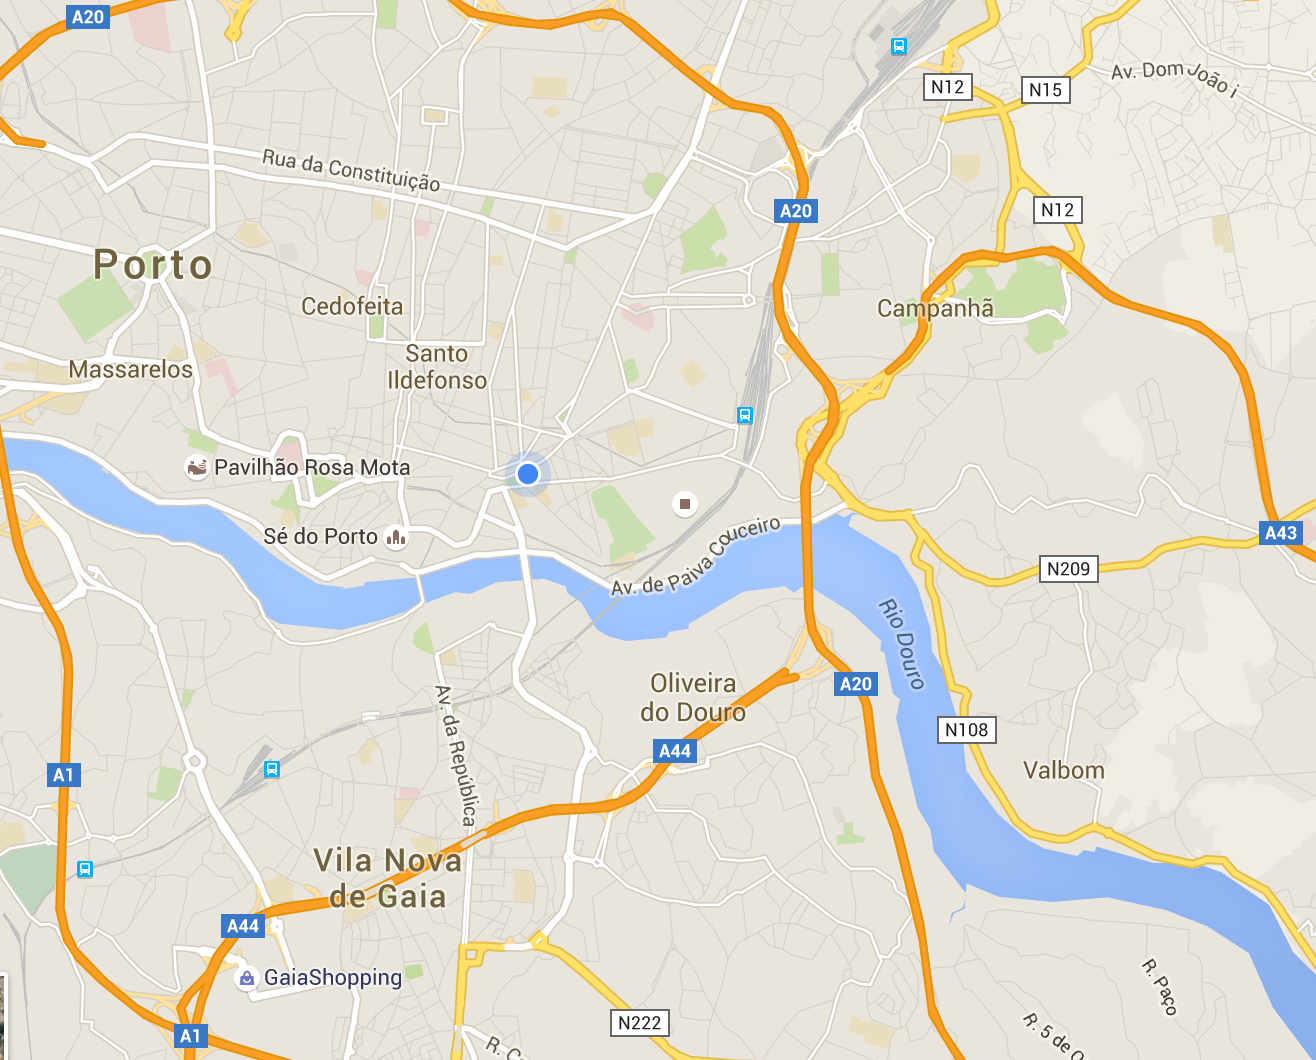 A20
N12
N15
Av. Dom João i
Rua da Constituição
A20
N12
Porto
Cedofeita
Campanhã
Santo
Ildefonso
Massarelos
Pavilhão Rosa Mota
Sé do Porto
Av. de Paiva Couceiro
A43
N209
Rio Douro
Oliveira
do Douro
A20
Av. da República
A44
N108
A1
Valbom
Vila Nova
de Gaia
A44
GaiaShopping
R. Paço
N222
A1
R. 5 de O